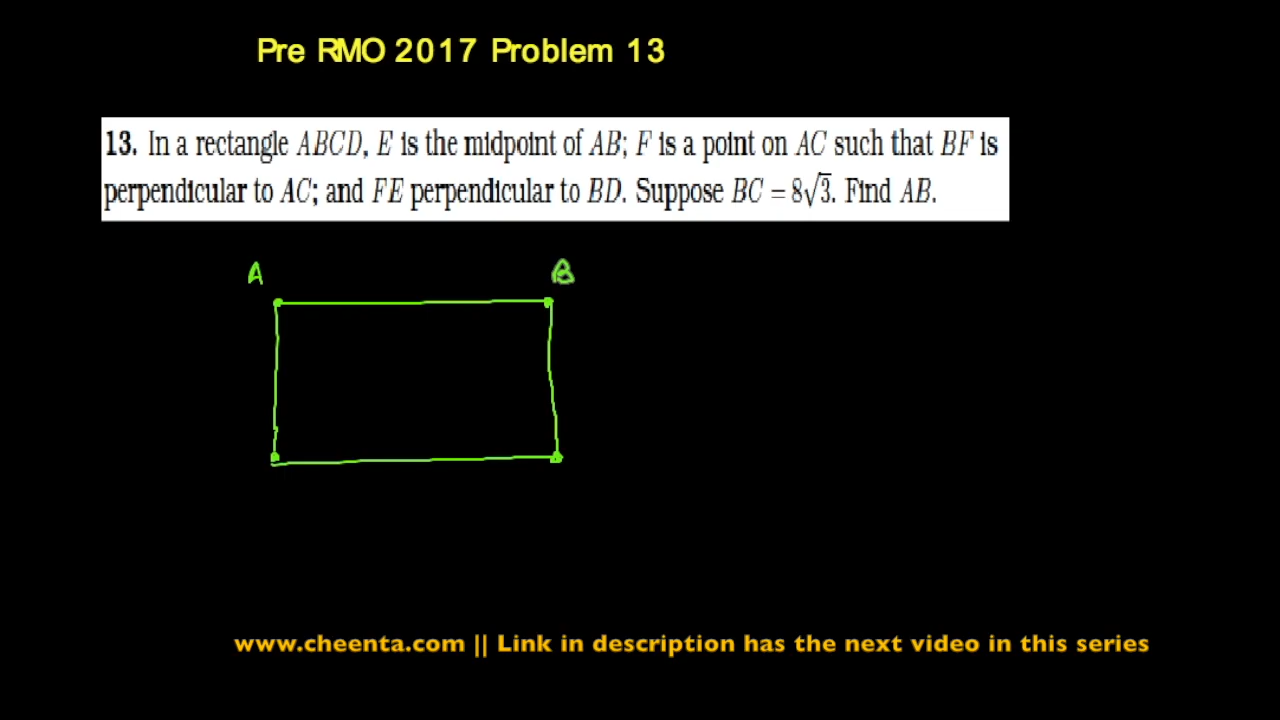 Pre RMO 2017 Problem 13
13. In a rectangle ABCD, E is the midpoint of AB; F is a point on AC such that BF is
perpendicular to AC; and FE perpendicular to BD. Suppose BC = 8√3. Find AB.
A B
www.cheenta.com || Link in description has the next video in this series